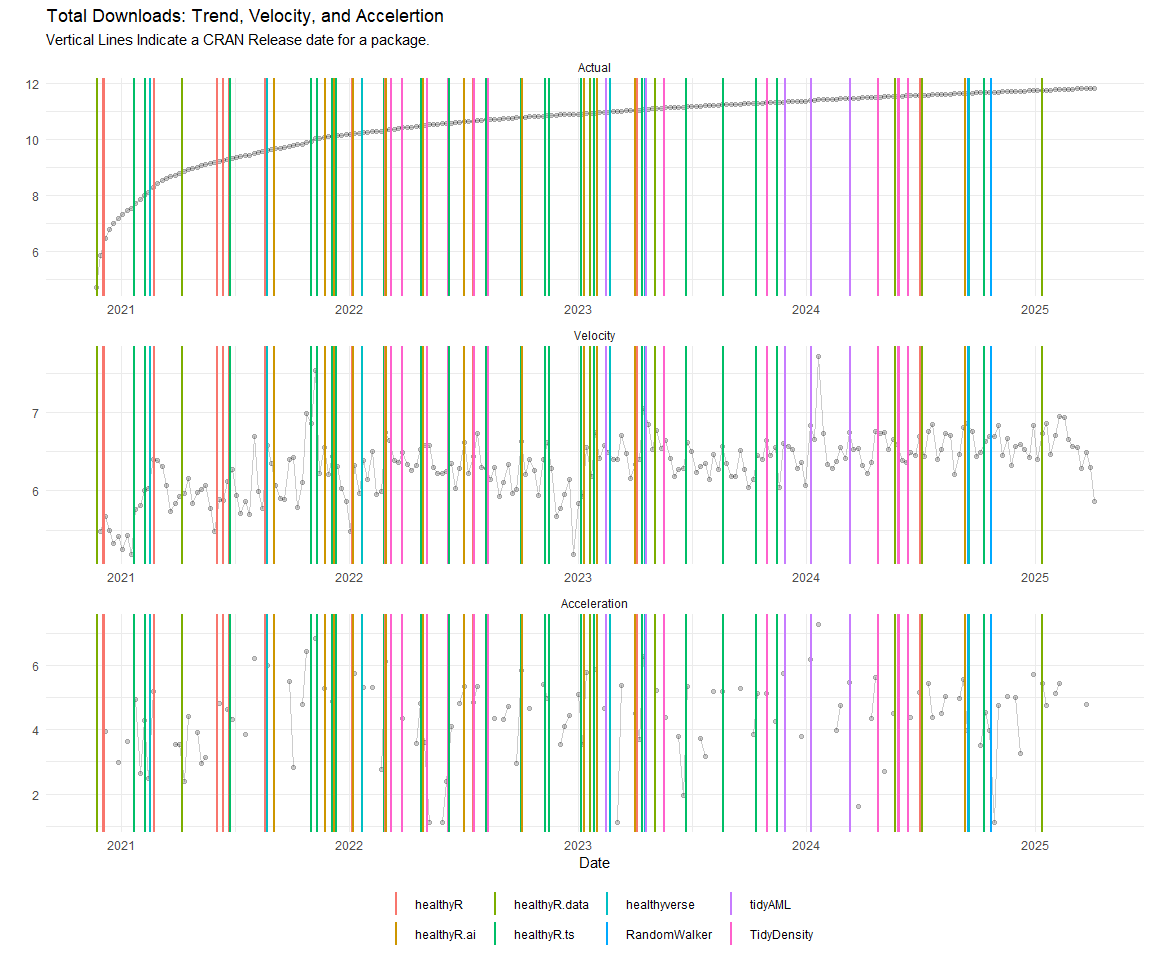 Total Downloads: Trend, Velocity, and Accelertion
Vertical Lines Indicate a CRAN Release date for a package.
Actual
12
10
8
6
2021 2022 2023 2024 2025
Velocity
7
6
2021 2022 2023 2024 2025
Acceleration
6
4
2
2021 2022 2023 2024 2025
Date
healthyR healthyR.data healthyverse tidyAML
healthyR.ai healthyR.ts RandomWalker TidyDensity